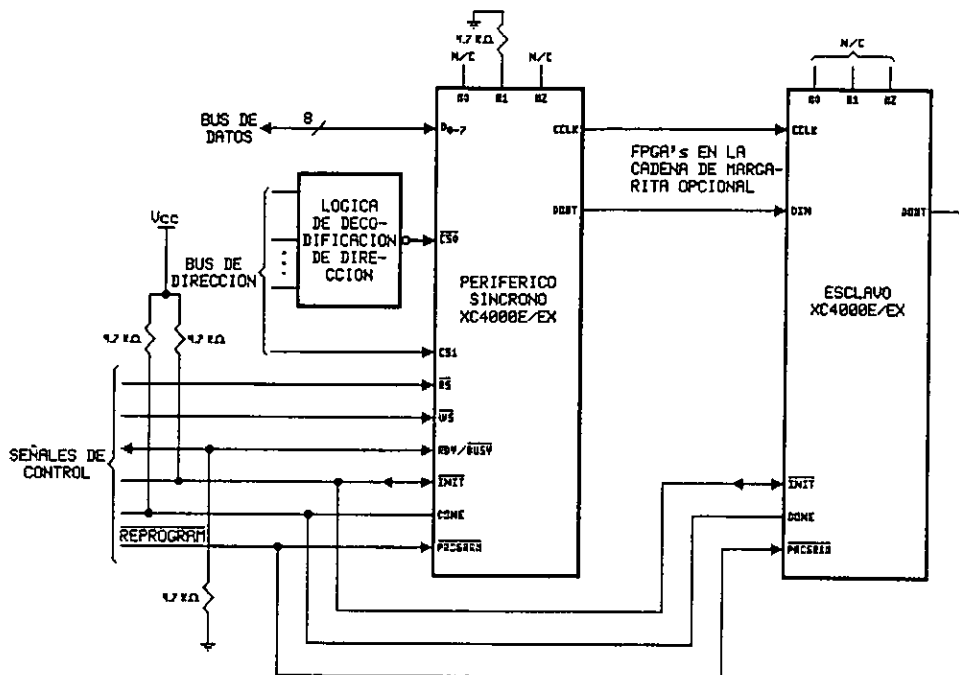 4.7 KΩ
N/C
N/C
N/C
M0
M1
M2
M0
M1
M2
BUS DE
DATOS
8
D0-7
CCLK
CCLK
FPGA's EN LA
CADENA DE MARGA-
RITA OPCIONAL
DOUT
DIN
DOUT
LOGICA
DE DECO-
DIFICACION
DE DIRE-
CCION
CS0
Vcc
BUS DE
DIRECCION
PERIFERICO
SINCRONO
XC4000E/EX
ESCLAVO
XC4000E/EX
4.7 KΩ
4.7 KΩ
CS1
RS
WS
SEÑALES DE
CONTROL
RDY/BUSY
INIT
INIT
DONE
DONE
REPROGRAM
PROGRAM
PROGRAM
4.7 KΩ